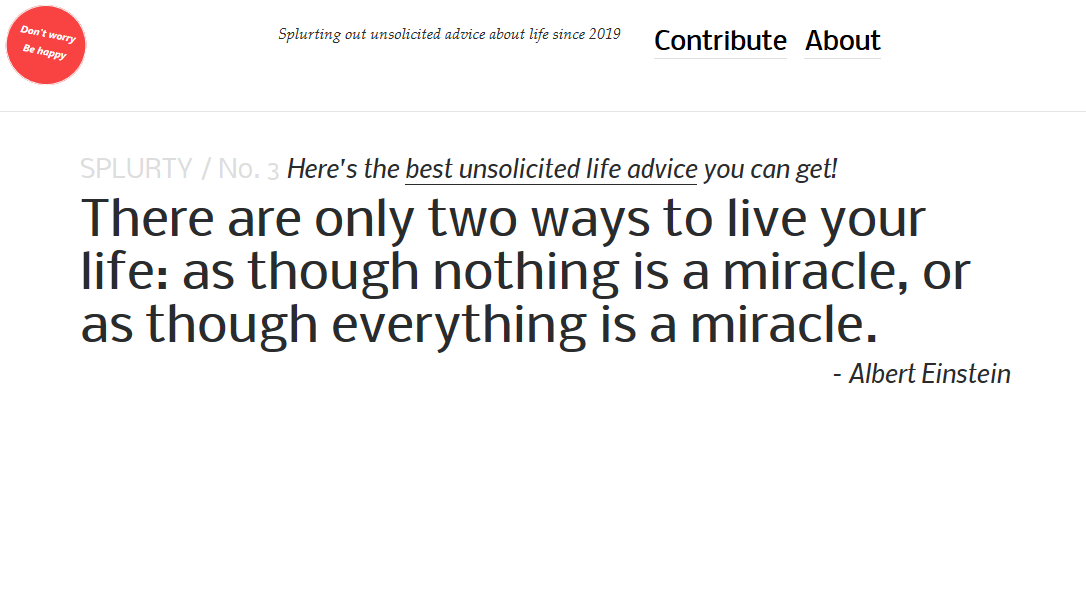 Don't worry
Be happy
Splurting out unsolicited advice about life since 2019
Contribute About
SPLURTY / No. 3 Here's the best unsolicited life advice you can get!
There are only two ways to live your
life: as though nothing is a miracle, or
as though everything is a miracle.
- Albert Einstein